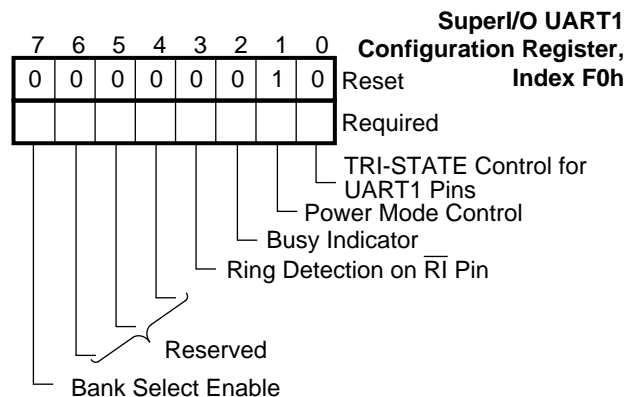 SuperI/O UART1
Configuration Register,
Index F0h
7 6 5 4 3 2 1 0
0 0 0 0 0 0 1 0 Reset
Required
TRI-STATE Control for
UART1 Pins
Power Mode Control
Busy Indicator
Ring Detection on R̅I̅ Pin
Reserved
Bank Select Enable